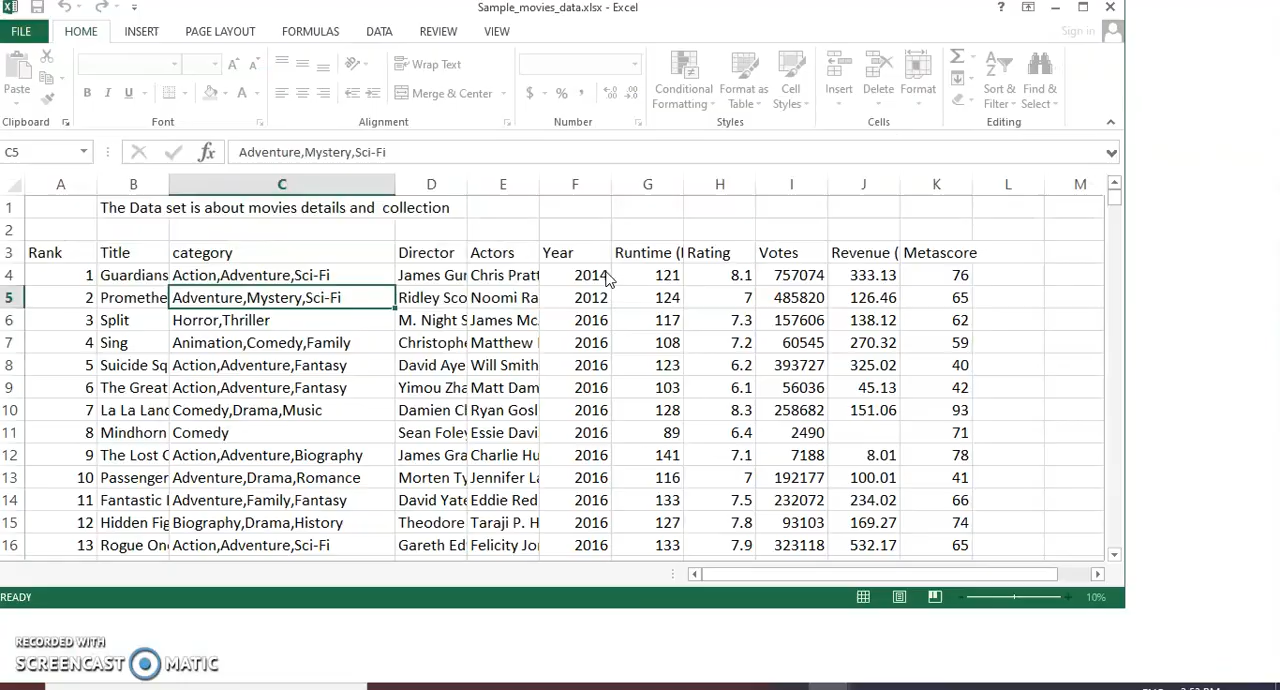 Sample_movies_data.xlsx - Excel
?
FILE HOME INSERT PAGE LAYOUT FORMULAS DATA REVIEW VIEW Sign in
Wrap Text
Paste B I U A Merge & Center $ % , Conditional Formatting Format as Table Cell Styles Insert Delete Format Sort & Filter Find & Select
Clipboard Font Alignment Number Styles Cells Editing
C5 fx Adventure,Mystery,Sci-Fi
A B C D E F G H I J K L M
1 The Data set is about movies details and collection
2
3 Rank Title category Director Actors Year Runtime ( Rating Votes Revenue ( Metascore
4 1 Guardians Action,Adventure,Sci-Fi James Gur Chris Pratt 2014 121 8.1 757074 333.13 76
5 2 Promethe Adventure,Mystery,Sci-Fi Ridley Sco Noomi Ra 2012 124 7 485820 126.46 65
6 3 Split Horror,Thriller M. Night S James Mc 2016 117 7.3 157606 138.12 62
7 4 Sing Animation,Comedy,Family Christophe Matthew 2016 108 7.2 60545 270.32 59
8 5 Suicide Sq Action,Adventure,Fantasy David Aye Will Smith 2016 123 6.2 393727 325.02 40
9 6 The Great Action,Adventure,Fantasy Yimou Zha Matt Dam 2016 103 6.1 56036 45.13 42
10 7 La La Land Comedy,Drama,Music Damien Cl Ryan Gosl 2016 128 8.3 258682 151.06 93
11 8 Mindhorn Comedy Sean Foley Essie Davi 2016 89 6.4 2490 71
12 9 The Lost C Action,Adventure,Biography James Gra Charlie Hu 2016 141 7.1 7188 8.01 78
13 10 Passenger Adventure,Drama,Romance Morten Ty Jennifer La 2016 116 7 192177 100.01 41
14 11 Fantastic Adventure,Family,Fantasy David Yate Eddie Red 2016 133 7.5 232072 234.02 66
15 12 Hidden Fig Biography,Drama,History Theodore Taraji P. H 2016 127 7.8 93103 169.27 74
16 13 Rogue One Action,Adventure,Sci-Fi Gareth Ed Felicity Jor 2016 133 7.9 323118 532.17 65
READY 10%
RECORDED WITH
SCREENCAST MATIC